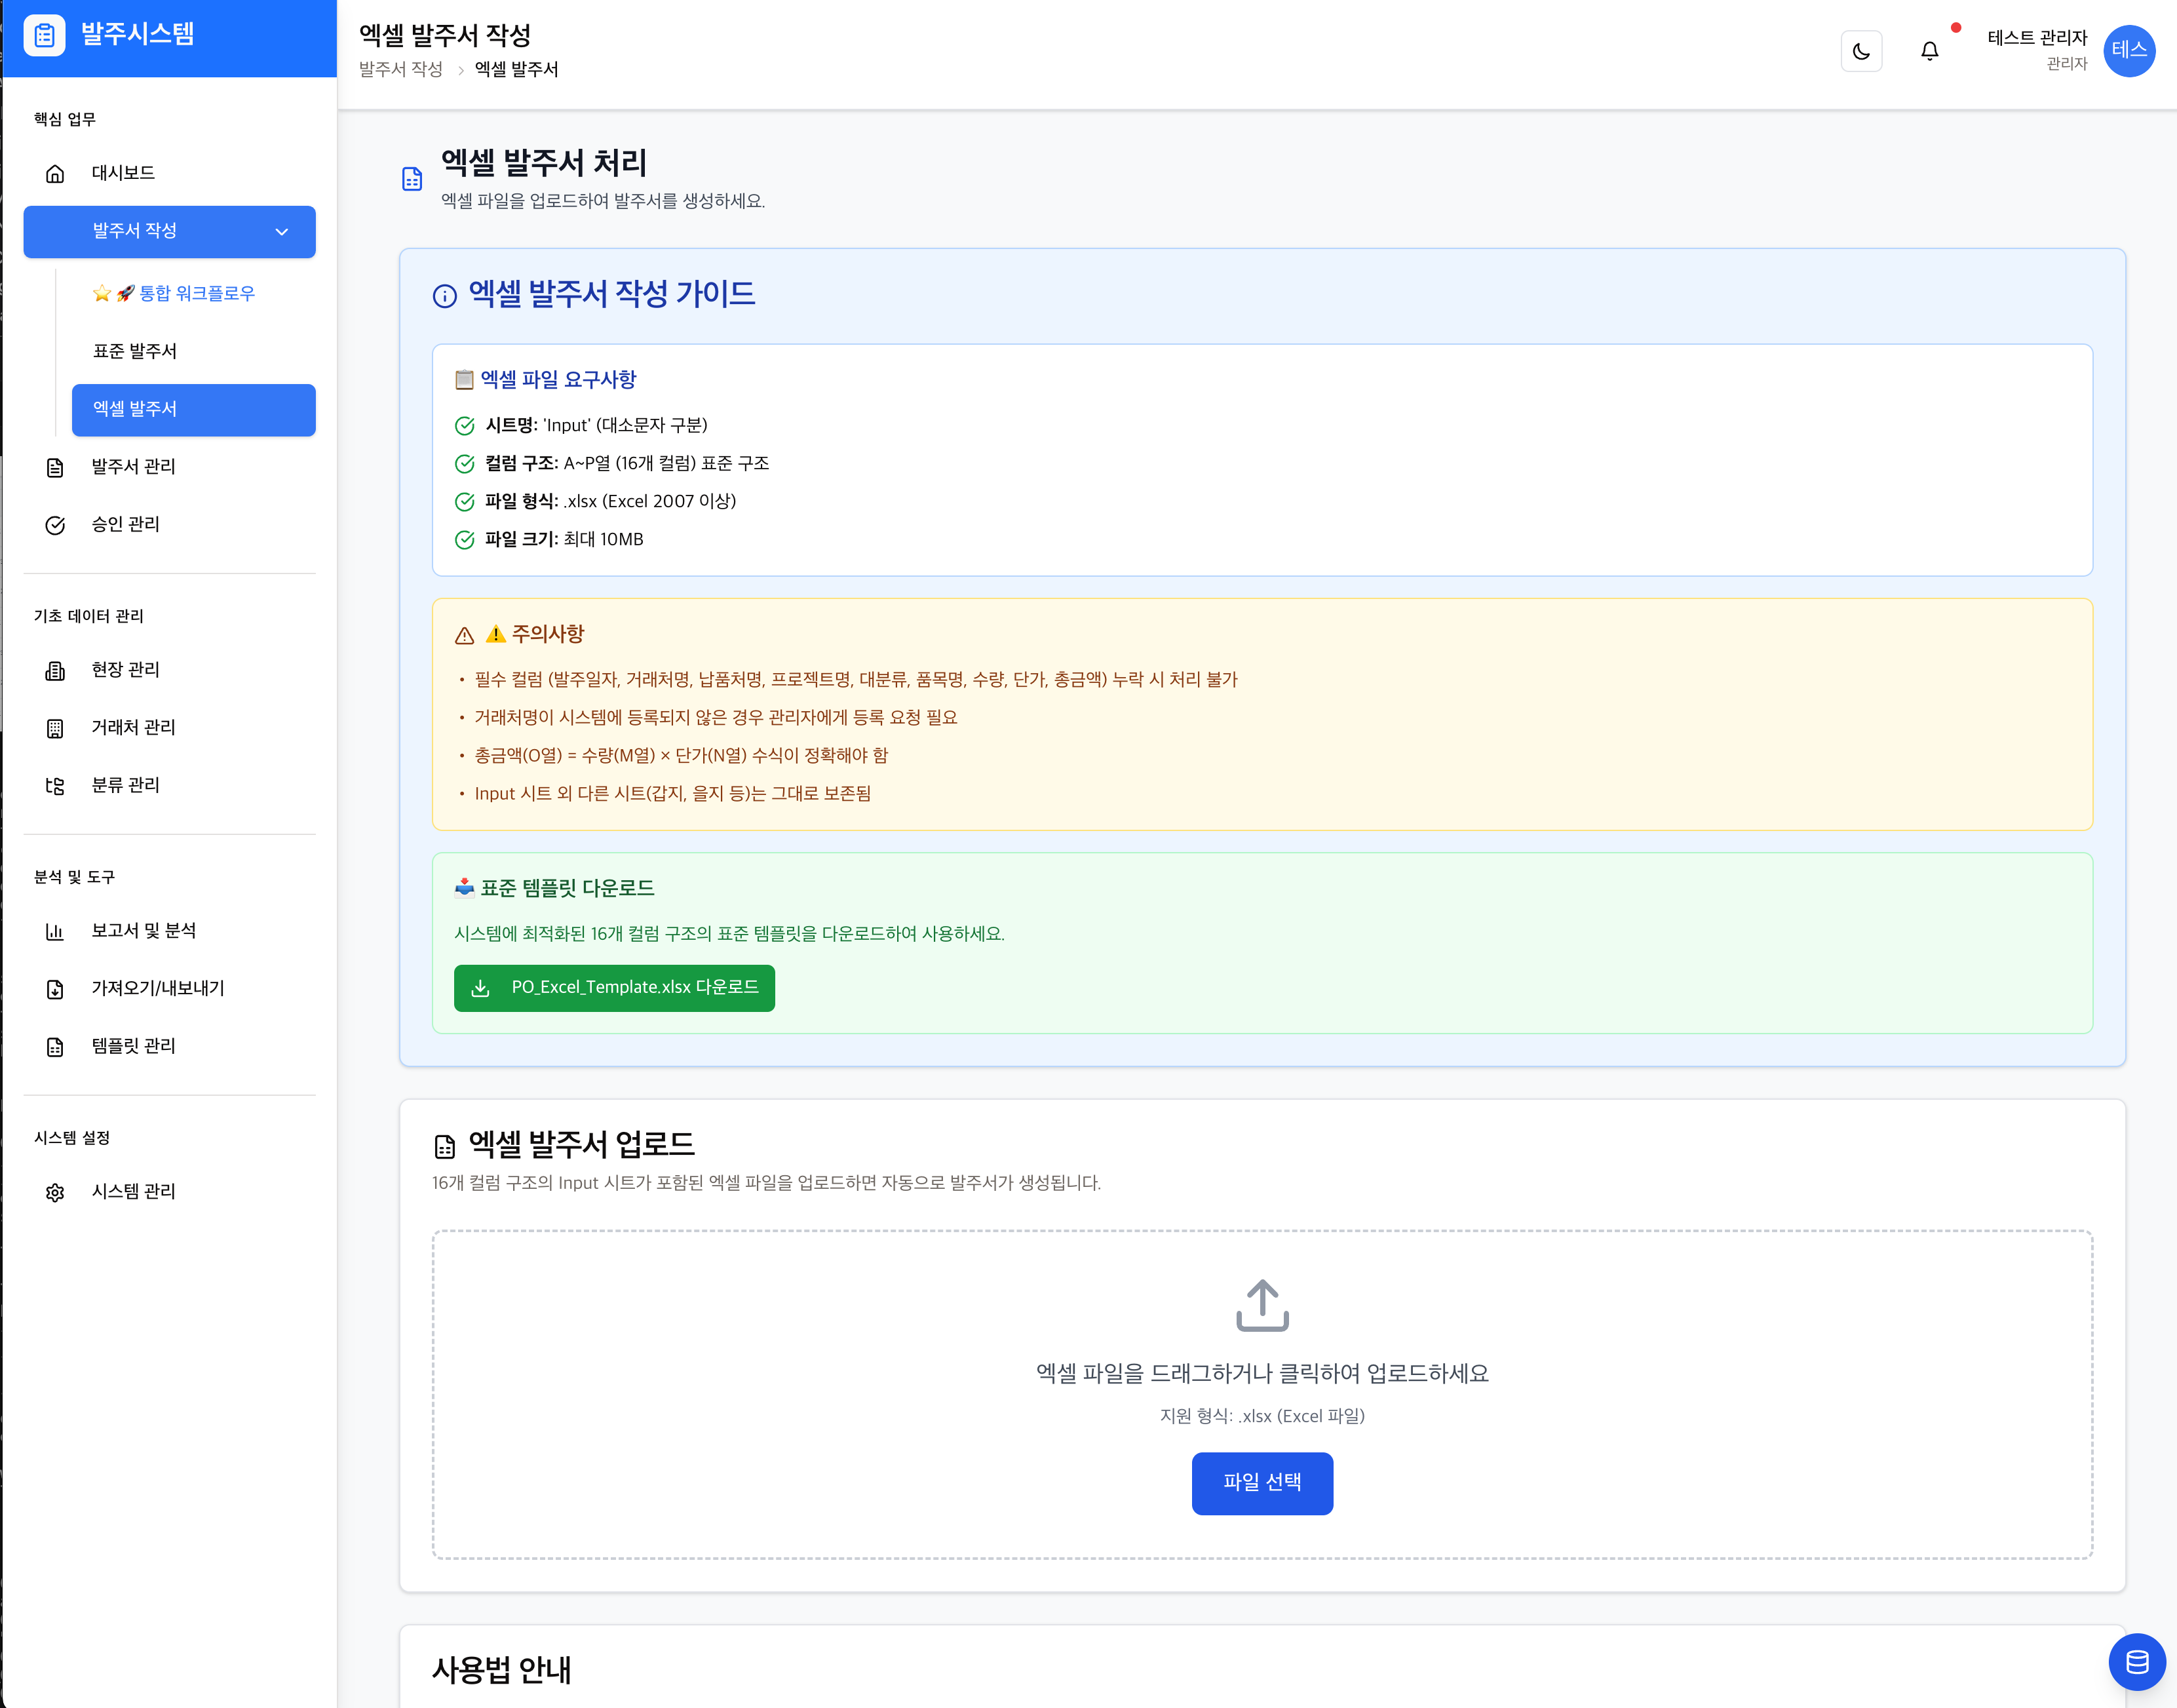 발주시스템
핵심 업무
대시보드
발주서 작성
⭐ 🚀 통합 워크플로우
표준 발주서
엑셀 발주서
발주서 관리
승인 관리
기초 데이터 관리
현장 관리
거래처 관리
분류 관리
분석 및 도구
보고서 및 분석
가져오기/내보내기
템플릿 관리
시스템 설정
시스템 관리
엑셀 발주서 작성
발주서 작성 > 엑셀 발주서
테스트 관리자
관리자
테스
엑셀 발주서 처리
엑셀 파일을 업로드하여 발주서를 생성하세요.
엑셀 발주서 작성 가이드
📋 엑셀 파일 요구사항
시트명: 'Input' (대소문자 구분)
컬럼 구조: A~P열 (16개 컬럼) 표준 구조
파일 형식: .xlsx (Excel 2007 이상)
파일 크기: 최대 10MB
⚠️ 주의사항
• 필수 컬럼 (발주일자, 거래처명, 납품처명, 프로젝트명, 대분류, 품목명, 수량, 단가, 총금액) 누락 시 처리 불가
• 거래처명이 시스템에 등록되지 않은 경우 관리자에게 등록 요청 필요
• 총금액(O열) = 수량(M열) × 단가(N열) 수식이 정확해야 함
• Input 시트 외 다른 시트(갑지, 을지 등)는 그대로 보존됨
📥 표준 템플릿 다운로드
시스템에 최적화된 16개 컬럼 구조의 표준 템플릿을 다운로드하여 사용하세요.
PO_Excel_Template.xlsx 다운로드
엑셀 발주서 업로드
16개 컬럼 구조의 Input 시트가 포함된 엑셀 파일을 업로드하면 자동으로 발주서가 생성됩니다.
엑셀 파일을 드래그하거나 클릭하여 업로드하세요
지원 형식: .xlsx (Excel 파일)
파일 선택
사용법 안내